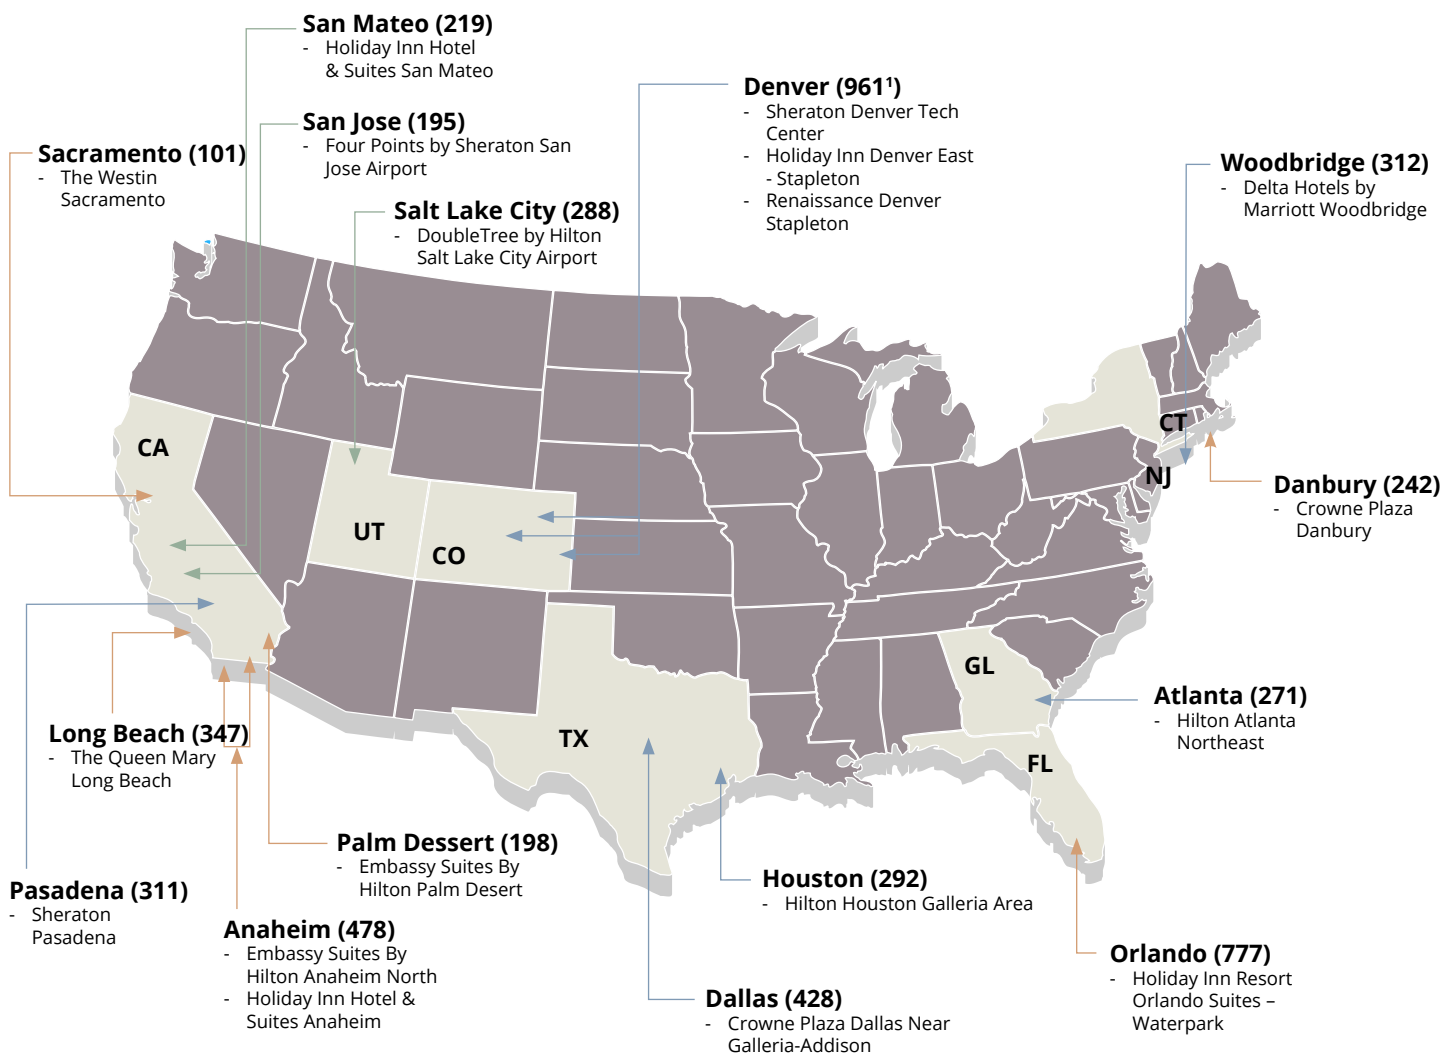 San Mateo (219)
- Holiday Inn Hotel
& Suites San Mateo
San Jose (195)
- Four Points by Sheraton San
Jose Airport
Sacramento (101)
- The Westin
Sacramento
Salt Lake City (288)
- DoubleTree by Hilton
Salt Lake City Airport
Denver (961¹)
- Sheraton Denver Tech
Center
- Holiday Inn Denver East
- Stapleton
- Renaissance Denver
Stapleton
Woodbridge (312)
- Delta Hotels by
Marriott Woodbridge
CA
UT
CO
TX
GL
FL
CT
NJ
Danbury (242)
- Crowne Plaza
Danbury
Atlanta (271)
- Hilton Atlanta
Northeast
Long Beach (347)
- The Queen Mary
Long Beach
Palm Dessert (198)
- Embassy Suites By
Hilton Palm Desert
Pasadena (311)
- Sheraton
Pasadena
Anaheim (478)
- Embassy Suites By
Hilton Anaheim North
- Holiday Inn Hotel &
Suites Anaheim
Houston (292)
- Hilton Houston Galleria Area
Dallas (428)
- Crowne Plaza Dallas Near
Galleria-Addison
Orlando (777)
- Holiday Inn Resort
Orlando Suites –
Waterpark